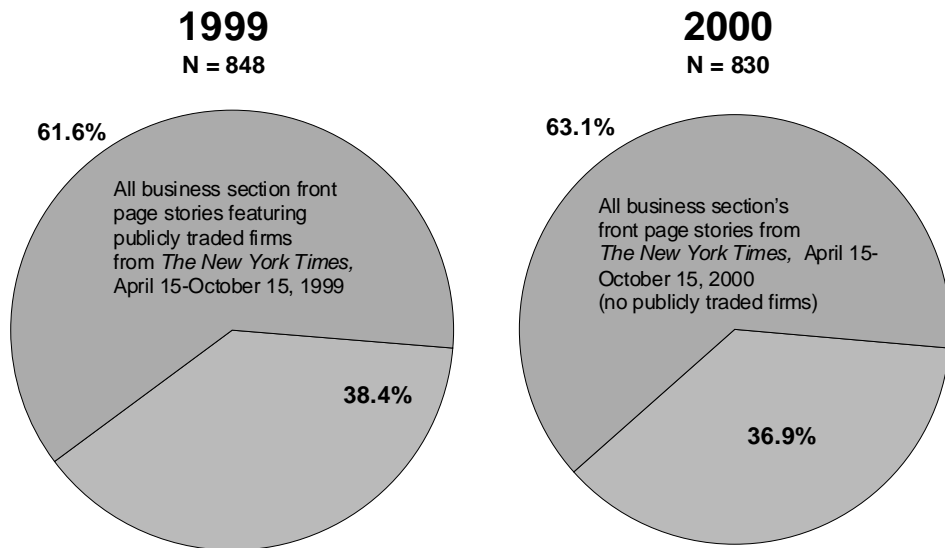 1999
N = 848
2000
N = 830
61.6%
All business section front
page stories featuring
publicly traded firms
from The New York Times,
April 15-October 15, 1999
38.4%
63.1%
All business section's
front page stories from
The New York Times, April 15-
October 15, 2000
(no publicly traded firms)
36.9%